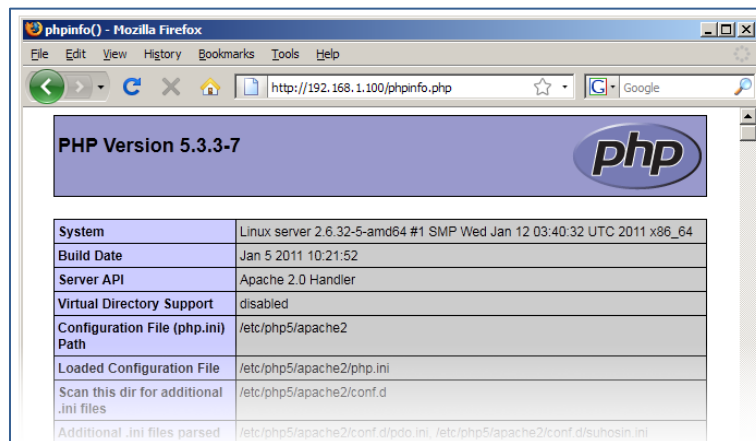 phpinfo() - Mozilla Firefox
File Edit View History Bookmarks Tools Help
http://192.168.1.100/phpinfo.php
G Google
PHP Version 5.3.3-7
php
System Linux server 2.6.32-5-amd64 #1 SMP Wed Jan 12 03:40:32 UTC 2011 x86_64
Build Date Jan 5 2011 10:21:52
Server API Apache 2.0 Handler
Virtual Directory Support disabled
Configuration File (php.ini) /etc/php5/apache2
Path
Loaded Configuration File /etc/php5/apache2/php.ini
Scan this dir for additional /etc/php5/apache2/conf.d
.ini files
Additional .ini files parsed /etc/php5/apache2/conf.d/pdo.ini, /etc/php5/apache2/conf.d/suhosin.ini